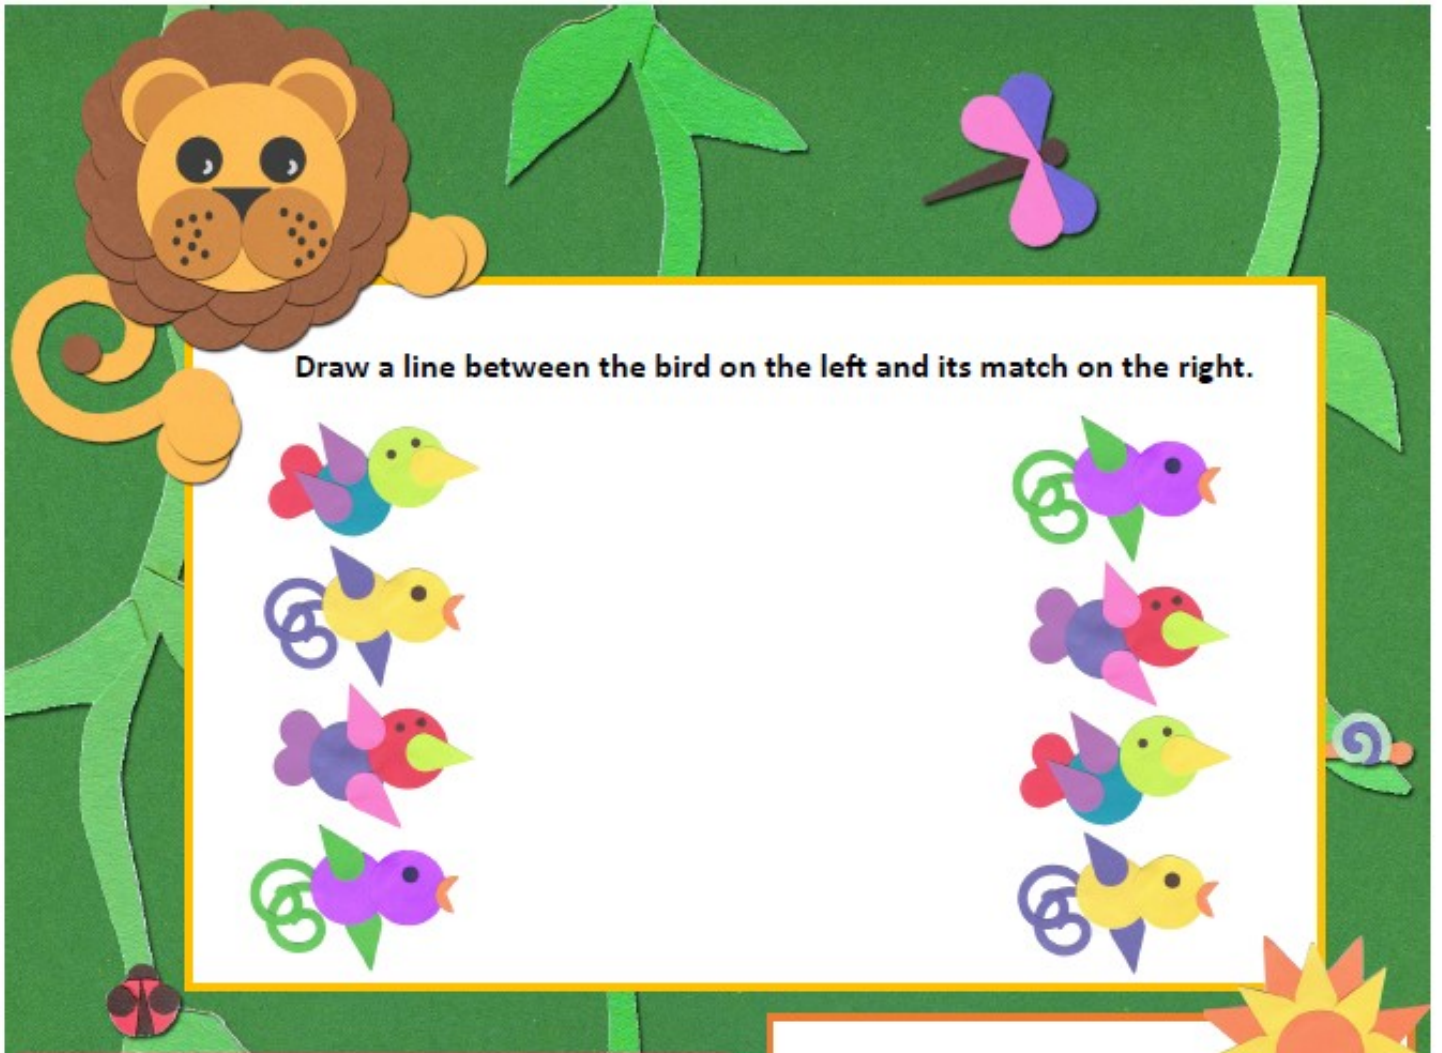 Draw a line between the bird on the left and its match on the right.